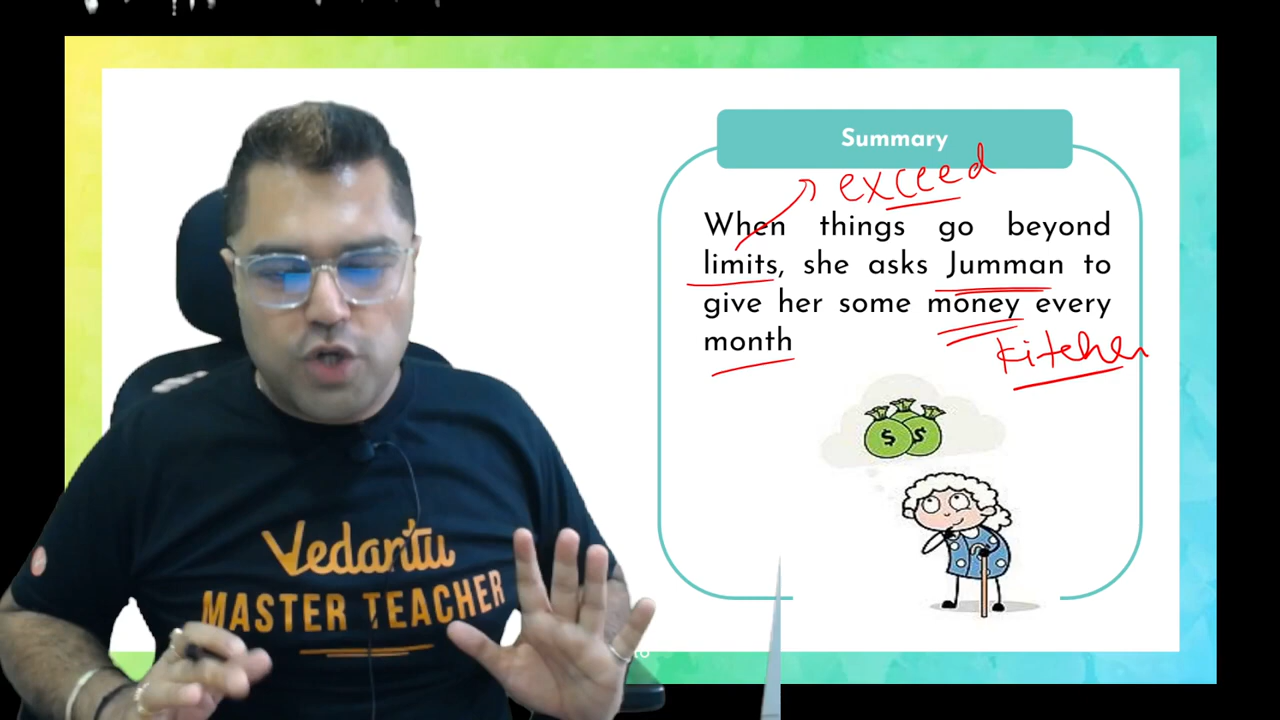 Summary
exceed
When things go beyond
limits, she asks Jumman to
give her some money every
month
Kitchen
$ $
Vedantu
MASTER TEACHER